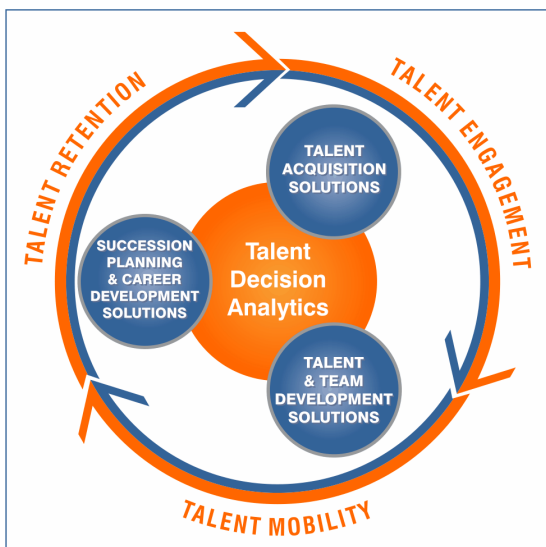 TALENT RETENTION
TALENT ENGAGEMENT
TALENT
ACQUISITION
SOLUTIONS
SUCCESSION
PLANNING
& CAREER
DEVELOPMENT
SOLUTIONS
Talent
Decision
Analytics
TALENT
& TEAM
DEVELOPMENT
SOLUTIONS
TALENT MOBILITY